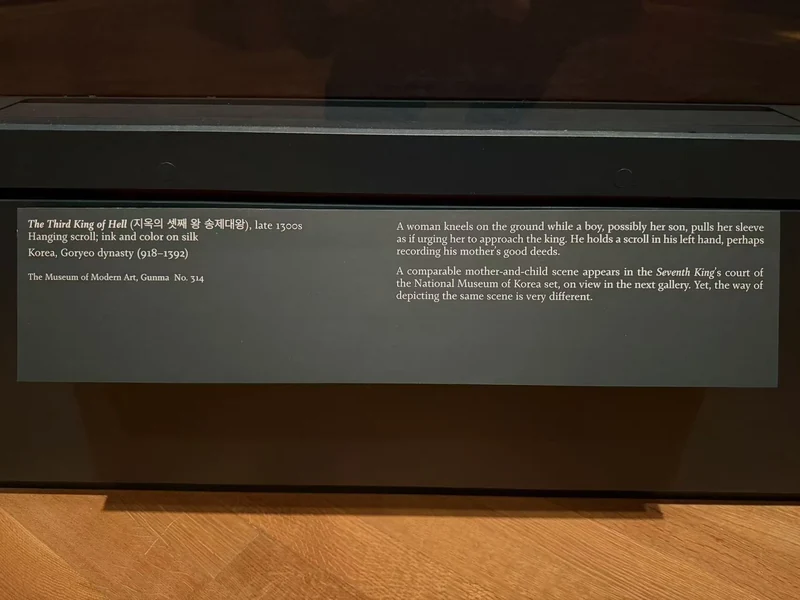 The Third King of Hell (지옥의 셋째 왕 송제대왕), late 1300s
Hanging scroll; ink and color on silk
Korea, Goryeo dynasty (918–1392)
The Museum of Modern Art, Gunma No. 314
A woman kneels on the ground while a boy, possibly her son, pulls her sleeve
as if urging her to approach the king. He holds a scroll in his left hand, perhaps
recording his mother's good deeds.
A comparable mother-and-child scene appears in the Seventh King's court of
the National Museum of Korea set, on view in the next gallery. Yet, the way of
depicting the same scene is very different.